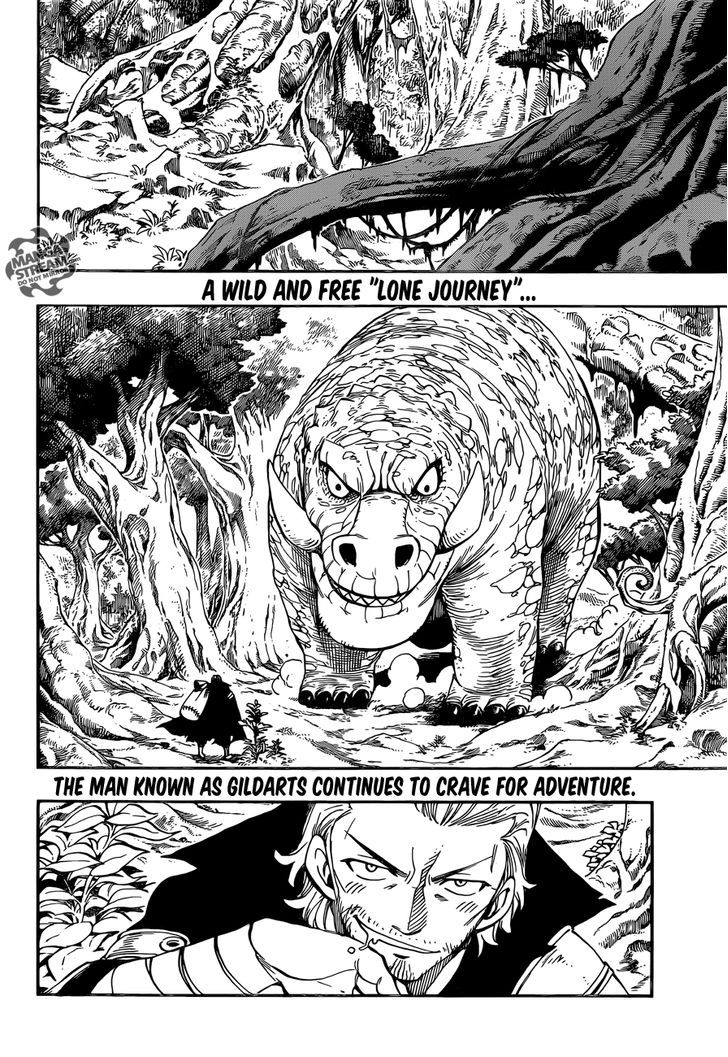 MANGA
STREAM
DO NOT MIRROR
A WILD AND FREE "LONE JOURNEY"...
THE MAN KNOWN AS GILDARTS CONTINUES TO CRAVE FOR ADVENTURE.